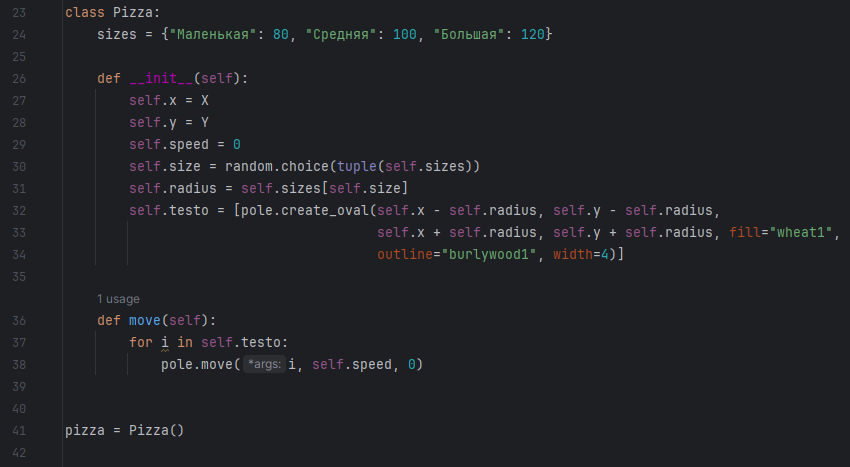 23 class Pizza:
24     sizes = {"Маленькая": 80, "Средняя": 100, "Большая": 120}
25
26     def __init__(self):
27         self.x = X
28         self.y = Y
29         self.speed = 0
30         self.size = random.choice(tuple(self.sizes))
31         self.radius = self.sizes[self.size]
32         self.testo = [pole.create_oval(self.x - self.radius, self.y - self.radius,
33                                        self.x + self.radius, self.y + self.radius, fill="wheat1",
34                                        outline="burlywood1", width=4)]
35
1 usage
36     def move(self):
37         for i in self.testo:
38             pole.move(*args: i, self.speed, 0)
39
40
41 pizza = Pizza()
42